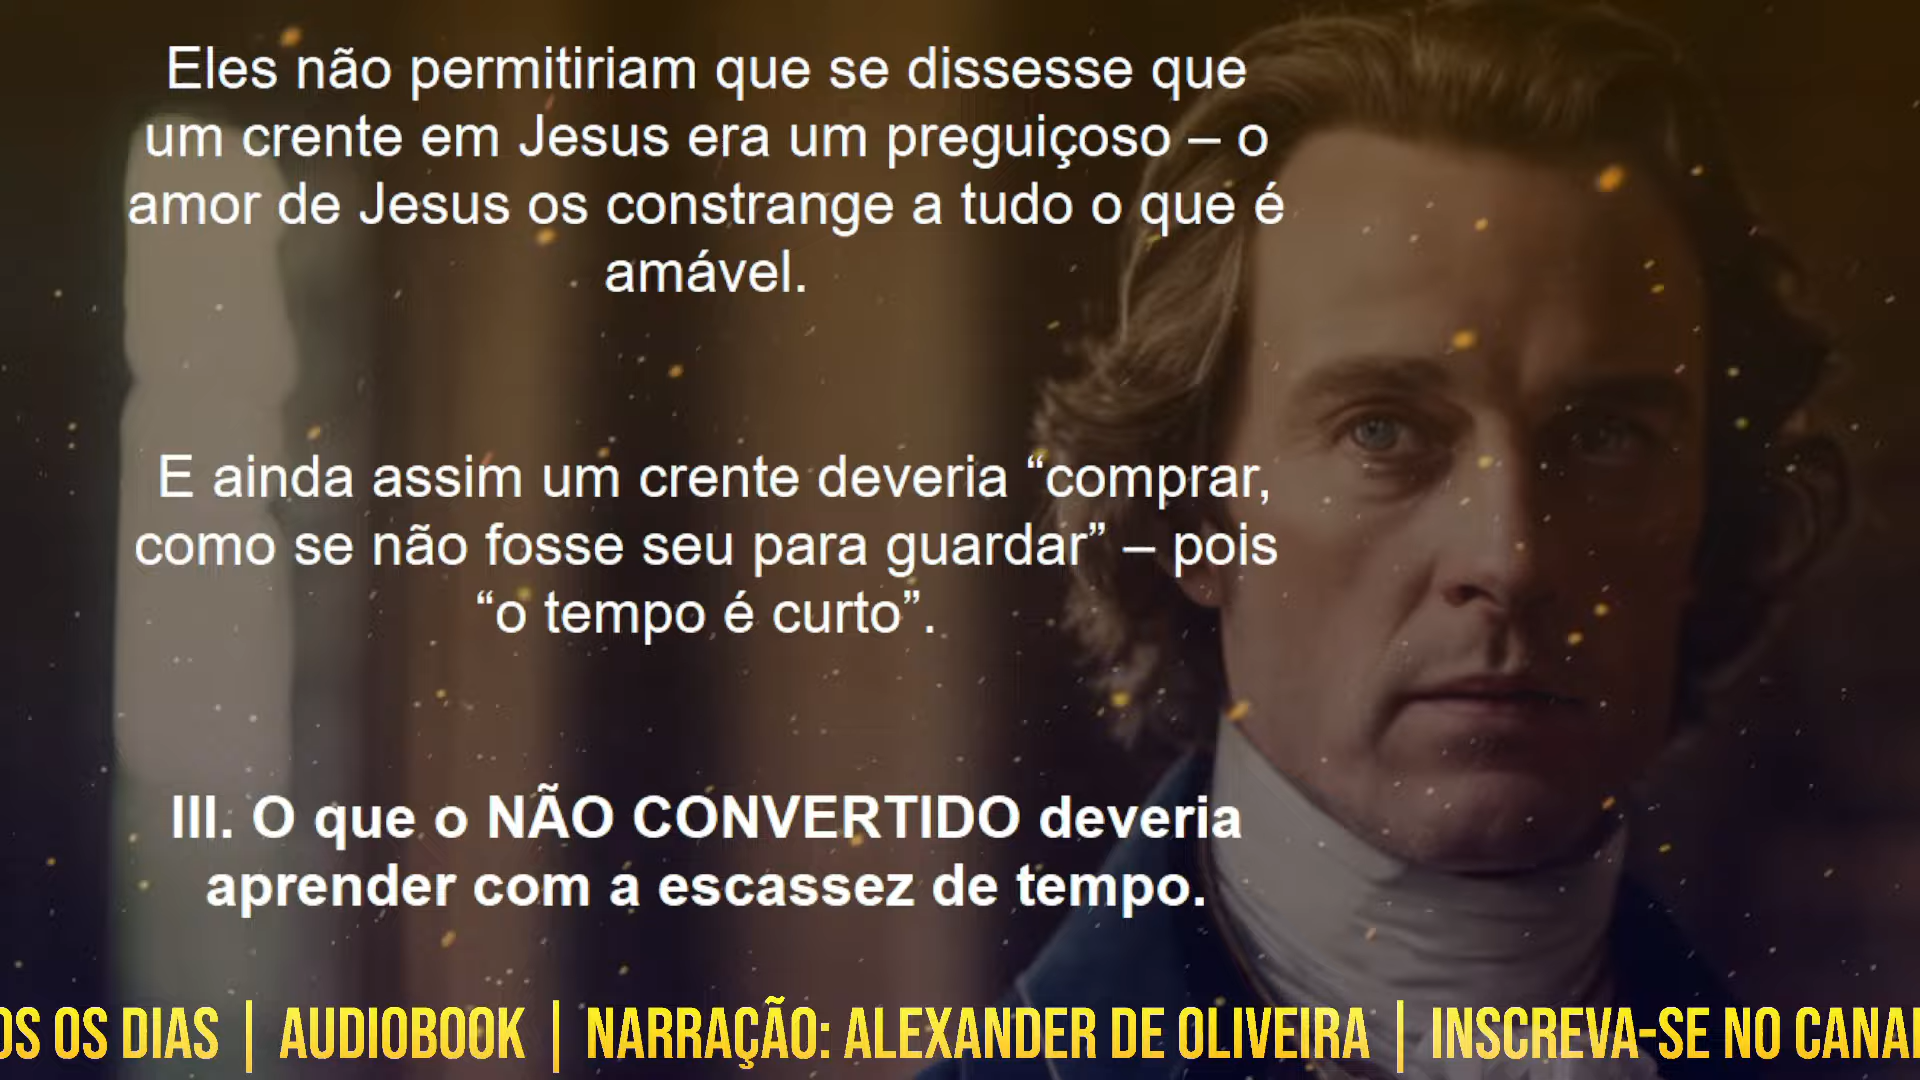 Eles não permitiriam que se dissesse que
um crente em Jesus era um preguiçoso – o
amor de Jesus os constrange a tudo o que é
amável.
E ainda assim um crente deveria “comprar,
como se não fosse seu para guardar” – pois
“o tempo é curto”.
III. O que o NÃO CONVERTIDO deveria
aprender com a escassez de tempo.
OS OS DIAS | AUDIOBOOK | NARRAÇÃO: ALEXANDER DE OLIVEIRA | INSCREVA-SE NO CANA